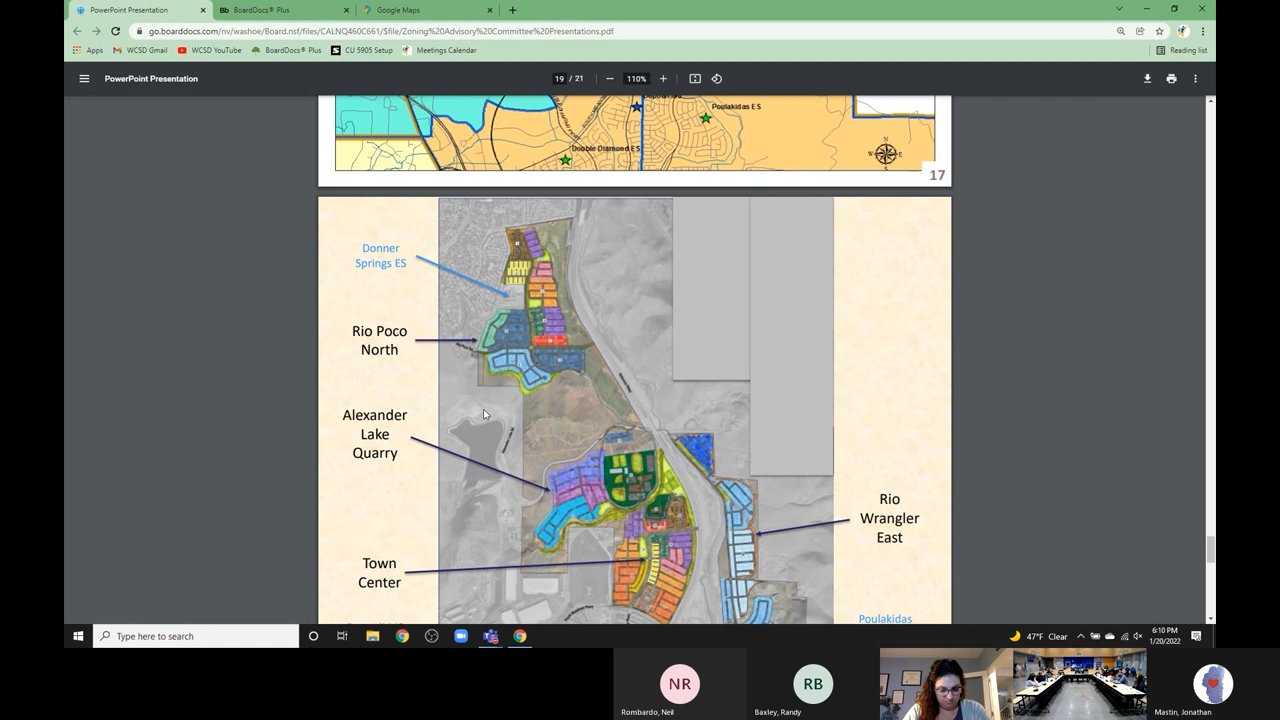 PowerPoint Presentation
BoardDocs® Plus
Google Maps
go.boarddocs.com/nv/washoe/Board.nsf/files/CALNQ460C661/$file/Zoning%20Advisory%20Committee%20Presentations.pdf
Apps
WCSD Gmail
WCSD YouTube
BoardDocs® Plus
CU 5905 Setup
Meetings Calendar
Reading list
PowerPoint Presentation
19 / 21
110%
Poulakidas E S
Double Diamond E S
N
W
E
S
17
Donner
Springs ES
Rio Poco
North
Alexander
Lake
Quarry
Town
Center
Rio
Wrangler
East
Poulakidas
Type here to search
47°F Clear
6:10 PM
1/20/2022
NR
Rombardo, Neil
RB
Baxley, Randy
Mastin, Jonathan